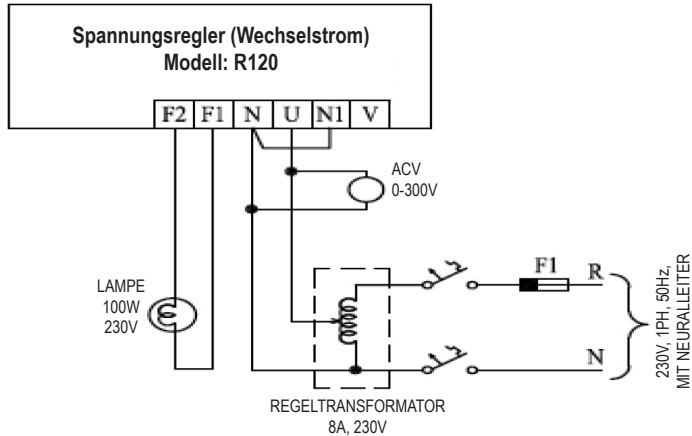 Spannungsregler (Wechselstrom)
Modell: R120
F2 F1 N U N1 V
ACV
0-300V
LAMPE
100W
230V
F1
R
N
230V, 1PH, 50Hz,
MIT NEURALLEITER
REGELTRANSFORMATOR
8A, 230V